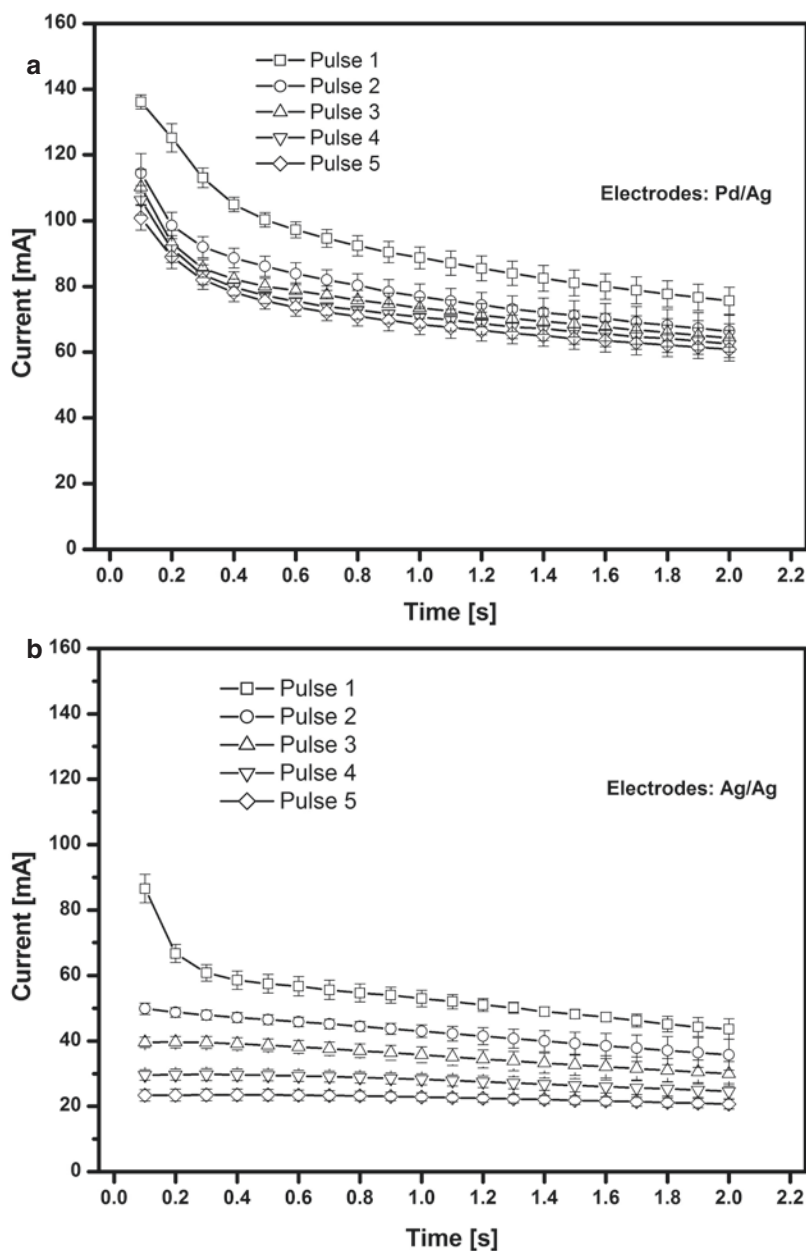 a
160
140
120
100
80
60
40
20
0
Current [mA]
Pulse 1
Pulse 2
Pulse 3
Pulse 4
Pulse 5
Electrodes: Pd/Ag
0.0 0.2 0.4 0.6 0.8 1.0 1.2 1.4 1.6 1.8 2.0 2.2
Time [s]
b
160
140
120
100
80
60
40
20
0
Current [mA]
Pulse 1
Pulse 2
Pulse 3
Pulse 4
Pulse 5
Electrodes: Ag/Ag
0.0 0.2 0.4 0.6 0.8 1.0 1.2 1.4 1.6 1.8 2.0 2.2
Time [s]